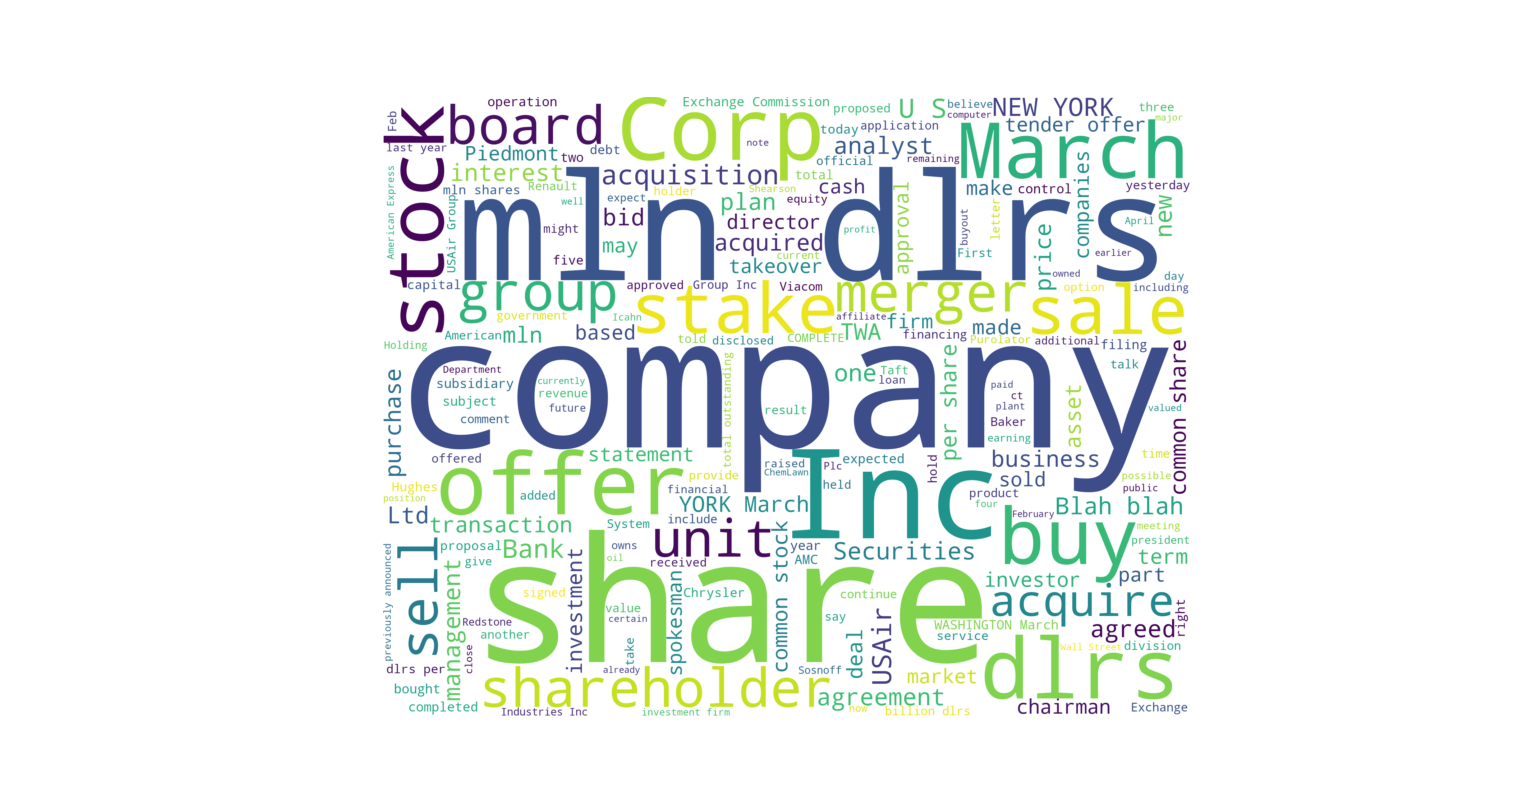 operation
Exchange Commission
proposed
U S
believe
NEW YORK
three
Feb
stock
board
Corp
today
application
computer
tender offer
major
last year
Piedmont
two
debt
note
official
analyst
remaining
March
companies
yesterday
American Express
mln shares
interest
Renault
acquisition
holder
Shearson
total
cash
make
control
new
USAir Group
well
expect
bid
plan
equity
director
approval
letter
April
might
may
acquired
profit
buyout
First
price
earlier
mln dlrs
five
takeover
current
owned
day
capital
group
approved
Group Inc
Viacom
merger
option
including
government
Icahn
stake
affiliate
firm
made
sale
American
mln
based
told
disclosed
COMPLETE
TWA
financing
Purolator
additional
filing
Holding
company
talk
Department
subsidiary
currently
revenue
one
Taft
loan
per share
paid
ct
plant
asset
common share
purchase
subject
future
comment
total outstanding
result
Baker
valued
earning
offered
offer
statement
raised
ChemLawn
Plc
expected
hold
business
time
Hughes
position
added
provide
financial
held
Inc
product
sold
possible
public
four
Ltd
transaction
System
include
YORK March
February
Blah blah
buy
meeting
president
sell
proposal
Bank
owns
unit
year
Securities
term
previously announced
give
oil
received
common stock
AMC
investor
part
management
signed
investment
value
certain
spokesman
Chrysler
share
continue
acquire
right
Redstone
another
say
WASHINGTON March
service
agreed
close
take
deal
USAir
Wall Street
division
dlrs per
already
Sosnoff
market
dlrs
bought
shareholder
agreement
completed
Industries Inc
investment firm
now
billion dlrs
chairman
Exchange